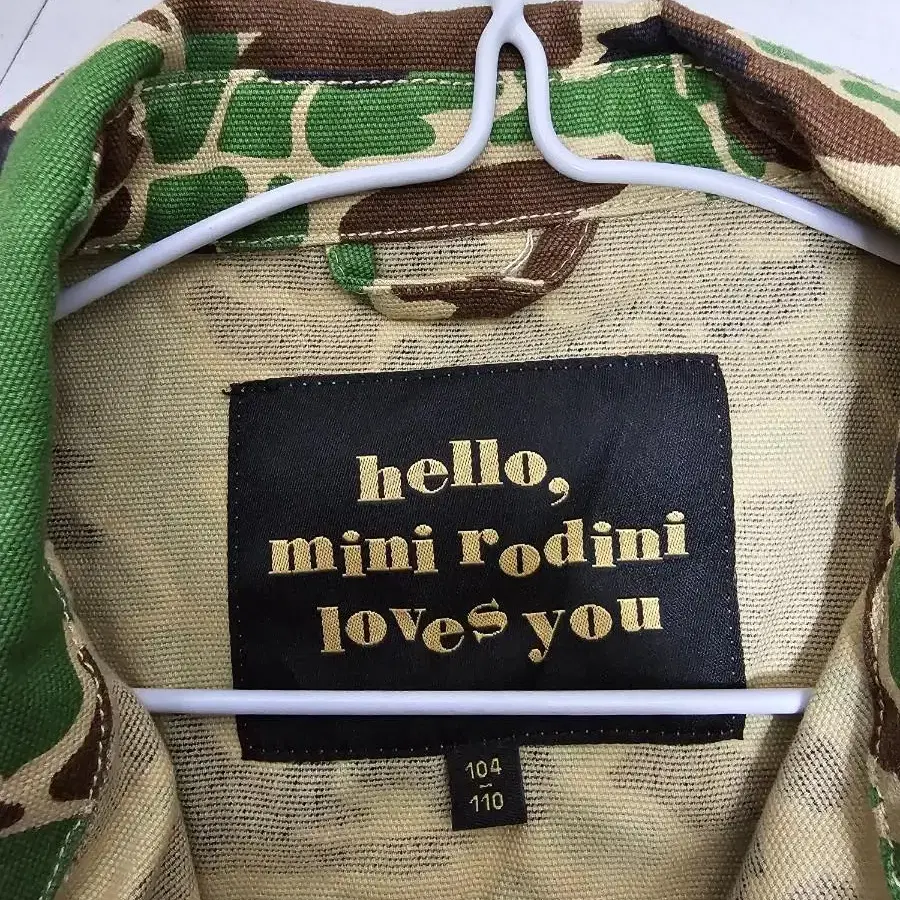 hello,
mini rodini
loves you
104
-
110